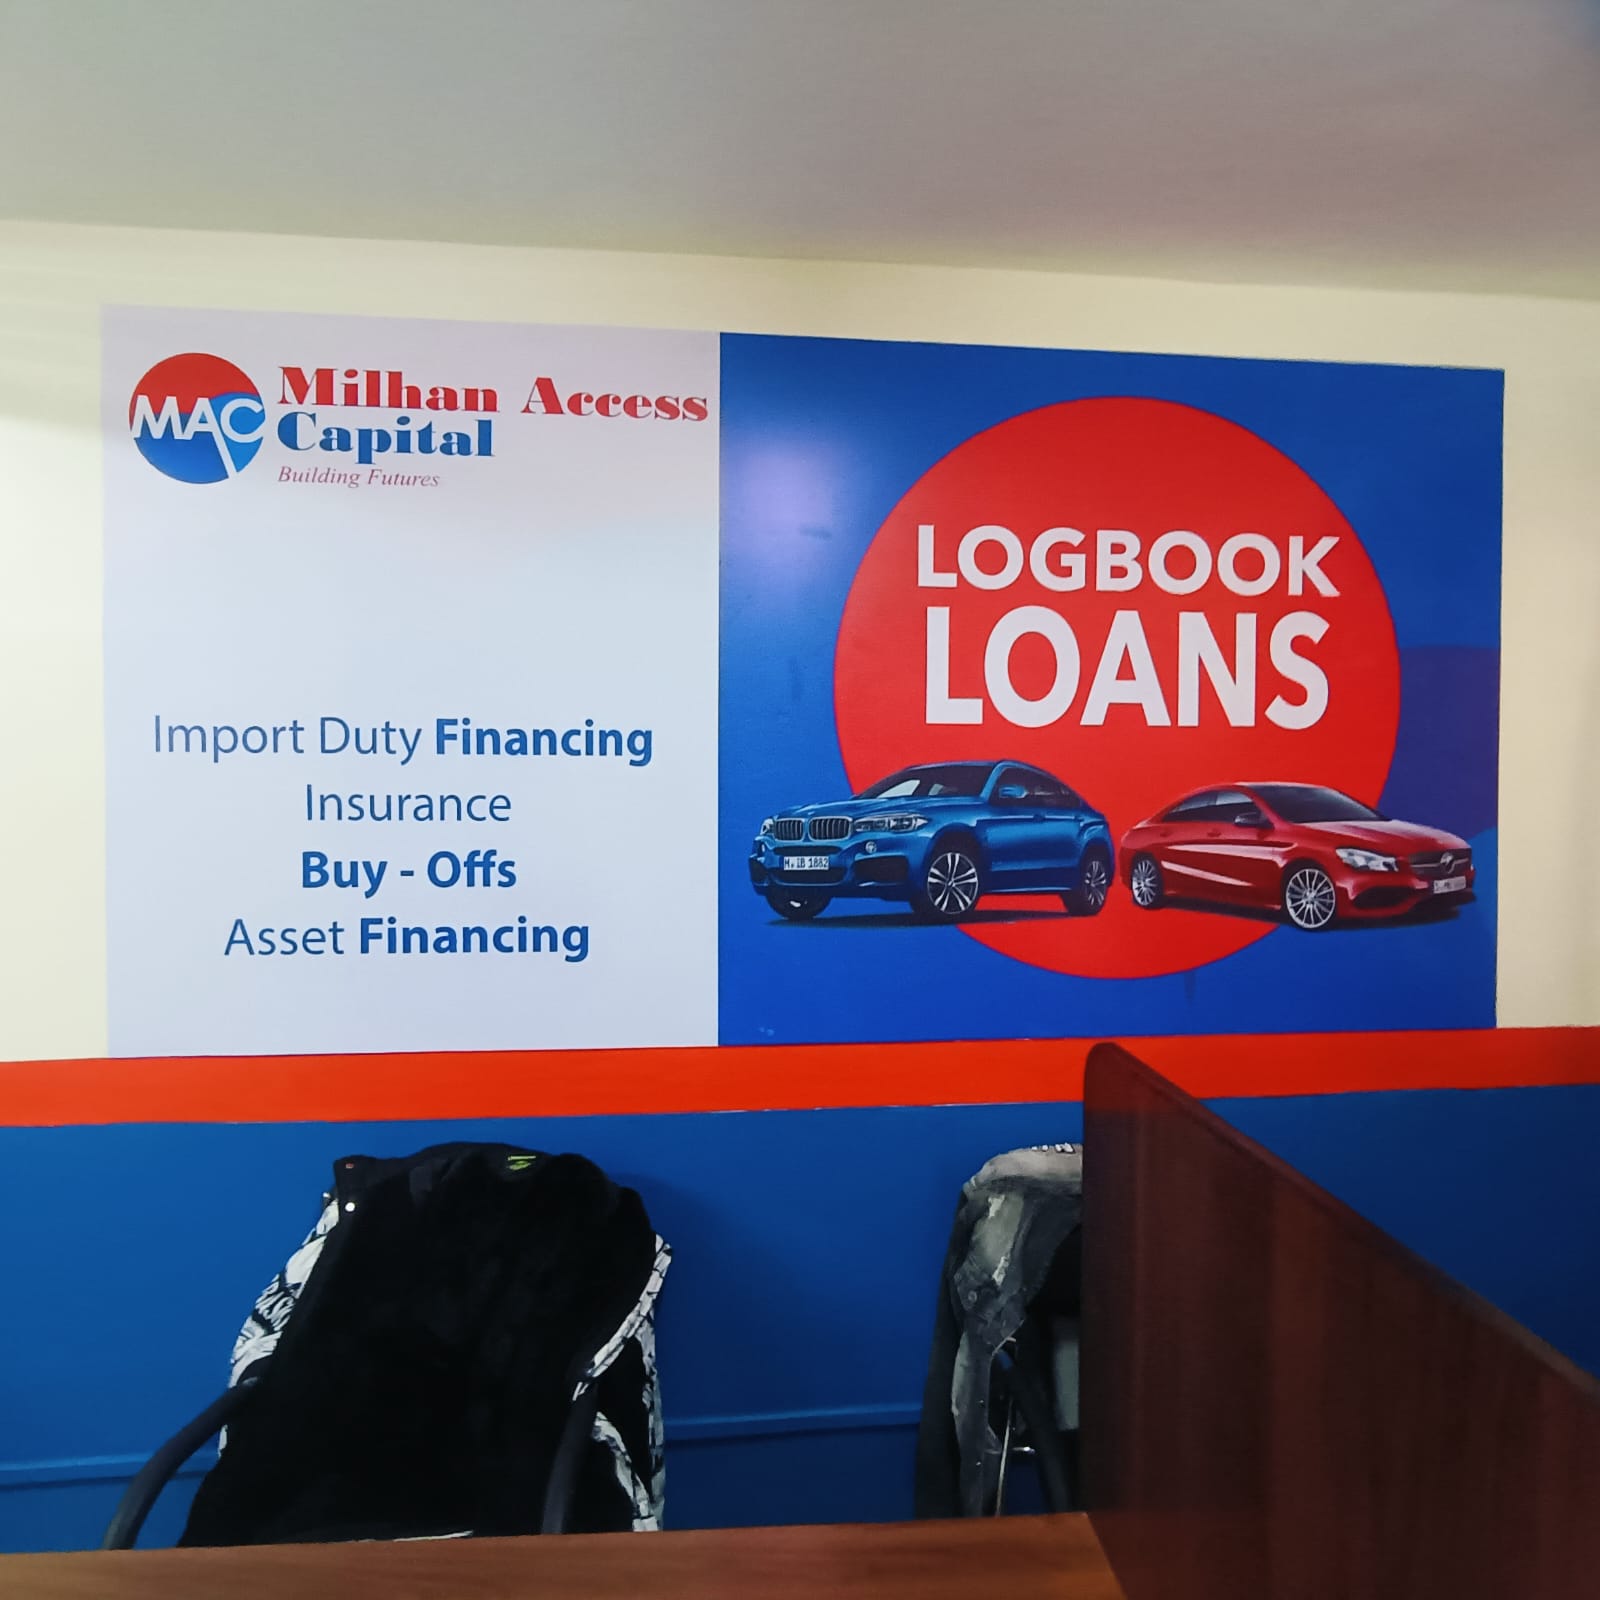 MAC
Milhan Access
Capital
Building Futures
Import Duty Financing
Insurance
Buy - Offs
Asset Financing
LOGBOOK
LOANS